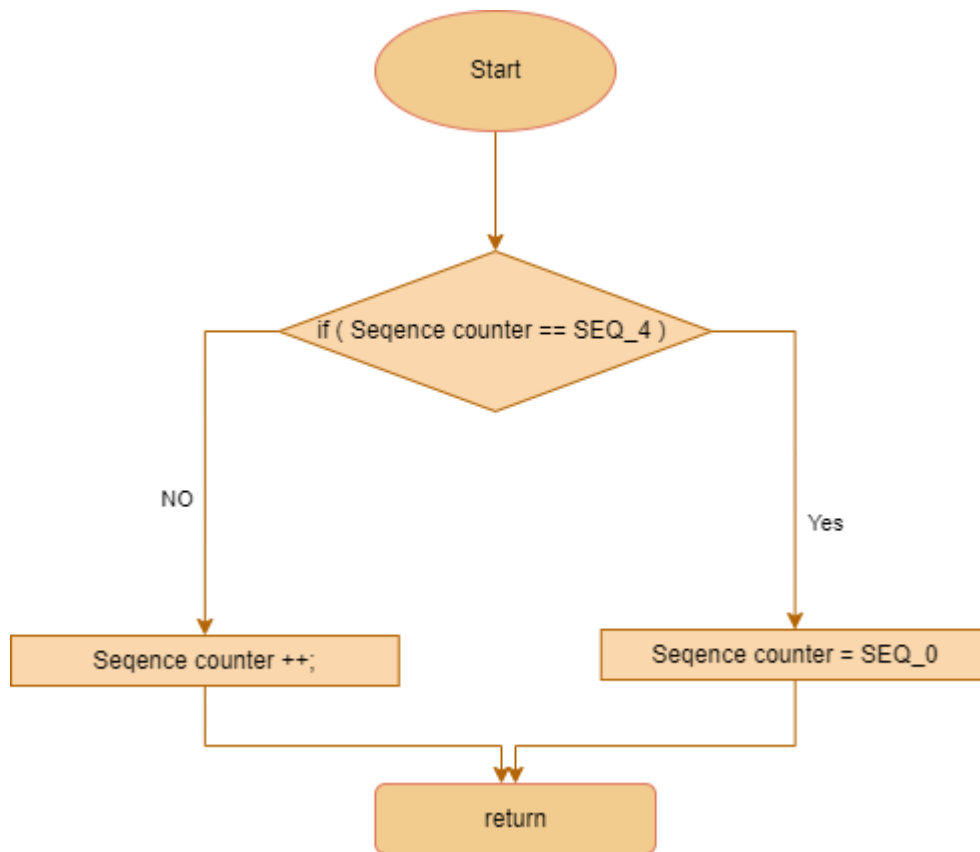 Start
if ( Seqence counter == SEQ_4 )
NO
Yes
Seqence counter ++;
Seqence counter = SEQ_0
return